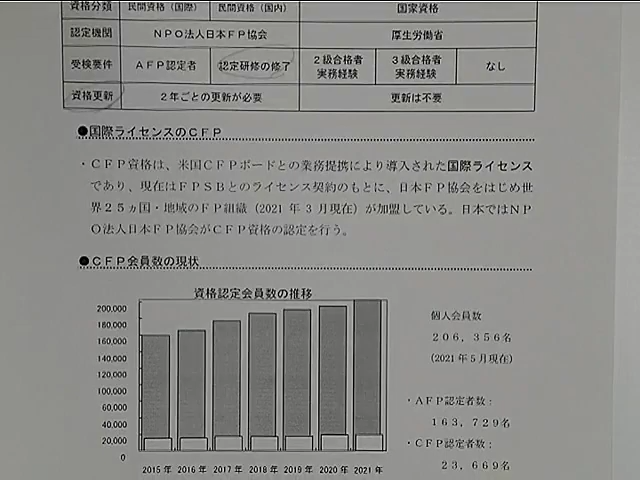 資格分類 民間資格（国際） 民間資格（国内） 国家資格
認定機関 ＮＰＯ法人日本ＦＰ協会 厚生労働省
受検要件 ＡＦＰ認定者 認定研修の修了 ２級合格者 実務経験 ３級合格者 実務経験 なし
資格更新 ２年ごとの更新が必要 更新は不要
●国際ライセンスのＣＦＰ
・ＣＦＰ資格は、米国ＣＦＰボードとの業務提携により導入された国際ライセンス
であり、現在はＦＰＳＢとのライセンス契約のもとに、日本ＦＰ協会をはじめ世
界２５ヵ国・地域のＦＰ組織（2021 年 3 月現在）が加盟している。日本ではＮＰ
Ｏ法人日本ＦＰ協会がＣＦＰ資格の認定を行う。
●ＣＦＰ会員数の現状
資格認定会員数の推移
200,000
180,000
160,000
140,000
120,000
100,000
80,000
60,000
40,000
20,000
0
2015 年 2016 年 2017 年 2018 年 2019 年 2020 年 2021 年
個人会員数
２０６，３５６名
（2021 年 5 月現在）
・ＡＦＰ認定者数：
１６３，７２９名
・ＣＦＰ認定者数：
２３，６６９名